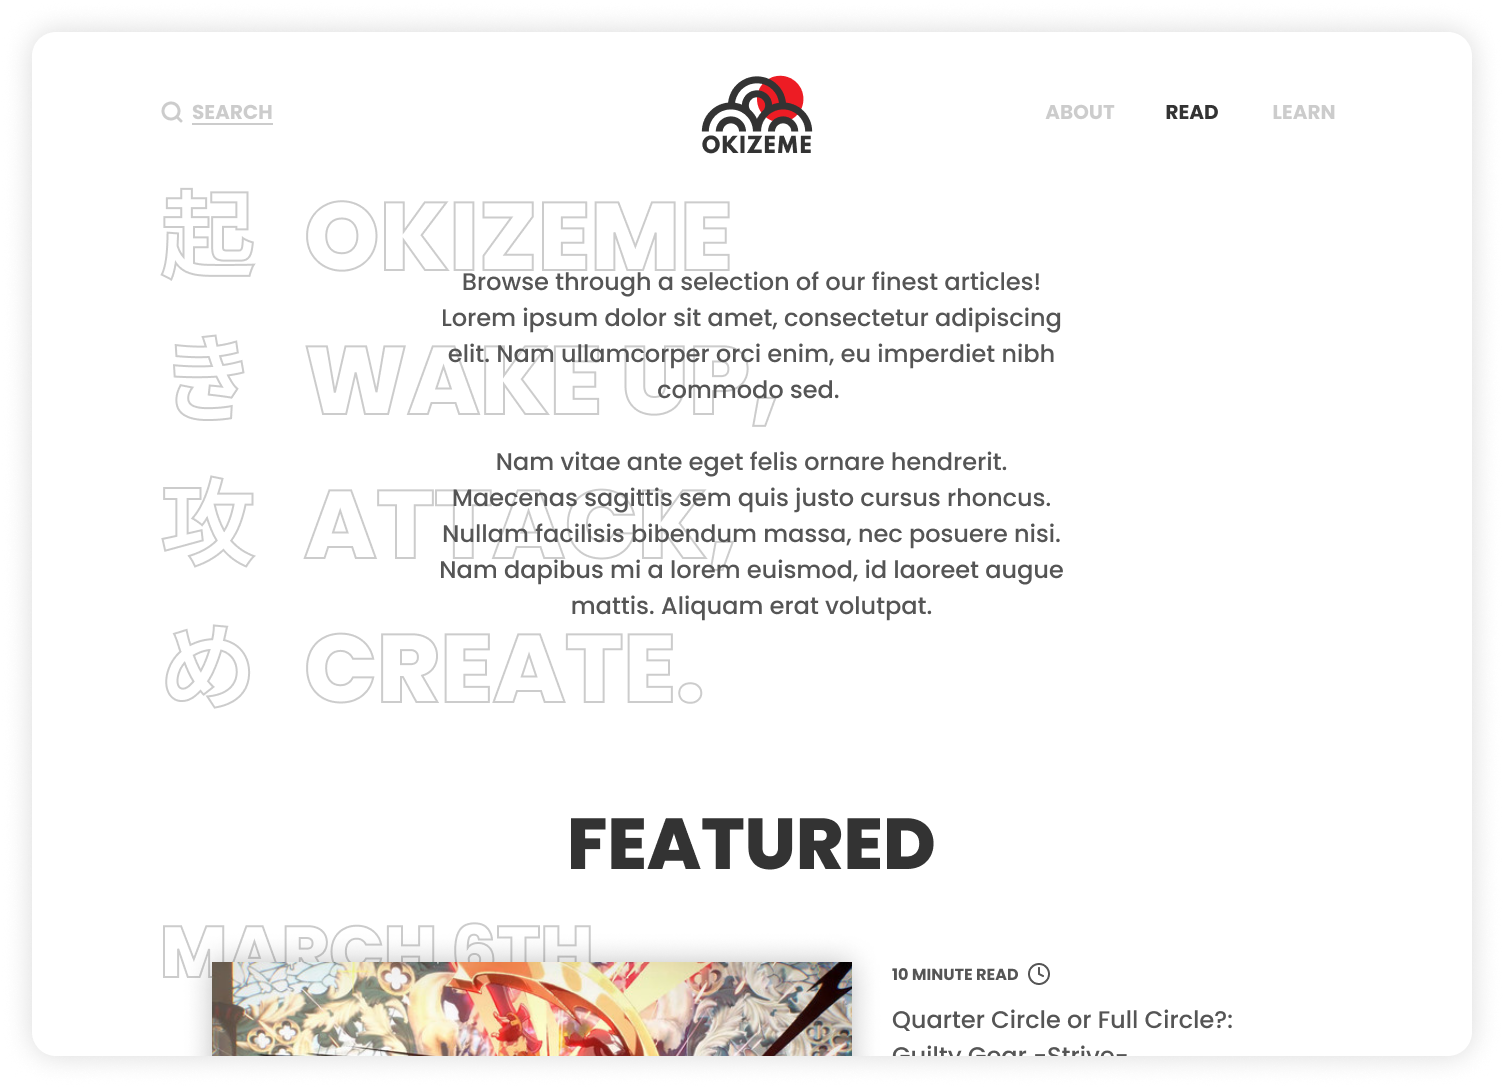 SEARCH
OKIZEME
ABOUT
READ
LEARN
起 OKIZEME
き WAKE UP,
攻 ATTACK,
め CREATE.
Browse through a selection of our finest articles!
Lorem ipsum dolor sit amet, consectetur adipiscing
elit. Nam ullamcorper orci enim, eu imperdiet nibh
commodo sed.
Nam vitae ante eget felis ornare hendrerit.
Maecenas sagittis sem quis justo cursus rhoncus.
Nullam facilisis bibendum massa, nec posuere nisi.
Nam dapibus mi a lorem euismod, id laoreet augue
mattis. Aliquam erat volutpat.
FEATURED
MARCH 6TH
10 MINUTE READ
Quarter Circle or Full Circle?:
Guilty Gear -Strive-